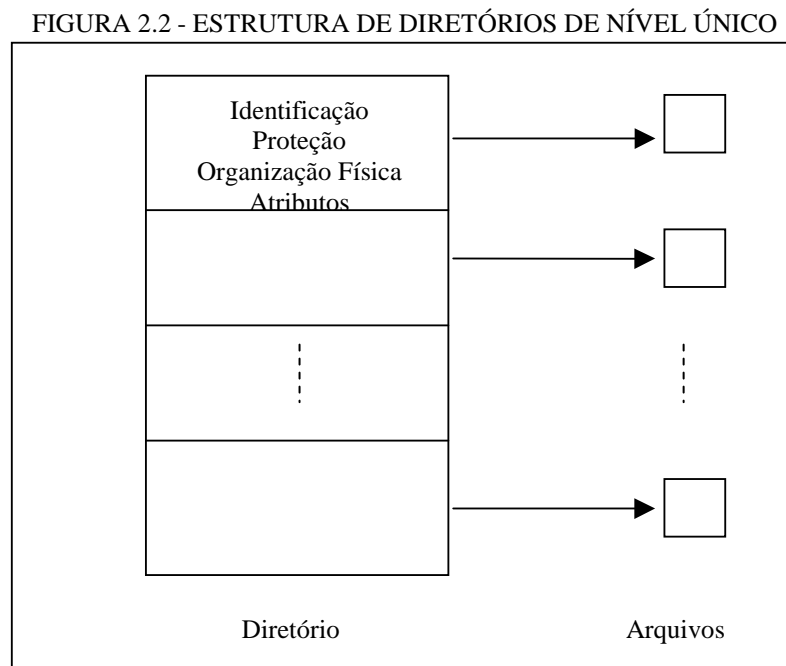 FIGURA 2.2 - ESTRUTURA DE DIRETÓRIOS DE NÍVEL ÚNICO
Identificação
Proteção
Organização Física
Atributos
Diretório
Arquivos